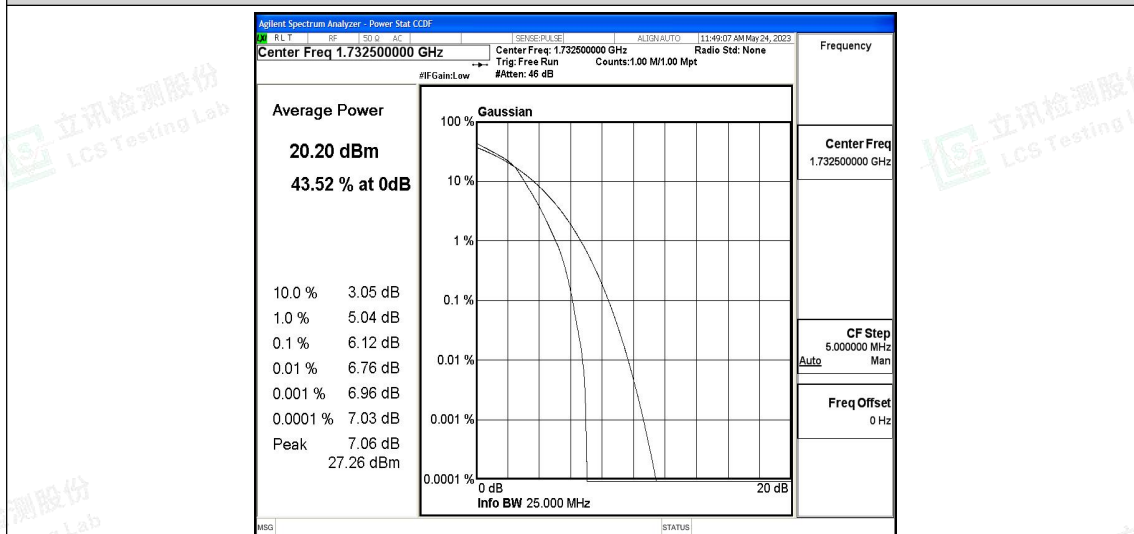 Agilent Spectrum Analyzer - Power Stat CCDF
LXI RLT RF 50 Ω AC SENSE:PULSE ALIGN AUTO 11:49:07 AM May 24, 2023
Center Freq 1.732500000 GHz
Center Freq: 1.732500000 GHz Radio Std: None
Trig: Free Run Counts:1.00 M/1.00 Mpt
#IFGain:Low #Atten: 46 dB
Average Power
20.20 dBm
43.52 % at 0dB
10.0 % 3.05 dB
1.0 % 5.04 dB
0.1 % 6.12 dB
0.01 % 6.76 dB
0.001 % 6.96 dB
0.0001 % 7.03 dB
Peak 7.06 dB
27.26 dBm
Gaussian
100 %
10 %
1 %
0.1 %
0.01 %
0.001 %
0.0001 %
0 dB 20 dB
Info BW 25.000 MHz
Frequency
Center Freq
1.732500000 GHz
CF Step
5.000000 MHz
Auto Man
Freq Offset
0 Hz
MSG STATUS
立讯检测股份
LCS Testing Lab
立讯检测股份
LCS Testing L
测股份
Lab